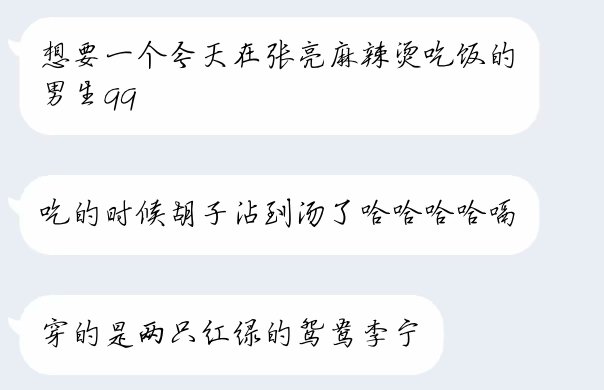 想要一个今天在张亮麻辣烫吃饭的
男生qq
吃的时候胡子沾到汤了哈哈哈哈嗝
穿的是两只红绿的鸳鸯李宁